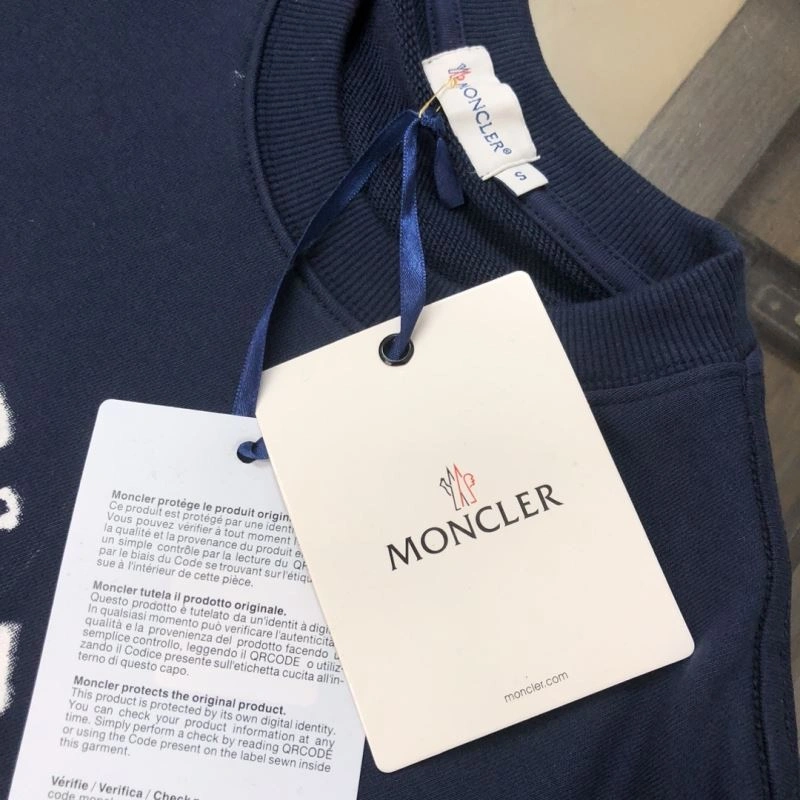 MONCLER®
S
MONCLER
moncler.com
Moncler protège le produit
Ce produit est protégé par une
Vous pouvez vérifier à tout moment
la qualité et la provenance du produit
un simple contrôle par la lecture du
par le biais du Code se trouvant sur
sue à l'intérieur de cette pièce.
Moncler tutela il prodotto originale.
Questo prodotto è tutelato da un'identit à
In qualsiasi momento può verificare l'autenticità
qualità e la provenienza del prodotto facendo
semplice controllo, leggendo il QRCODE o utiliz-
zando il Codice presente sull'etichetta cucita all'in-
terno di questo capo.
Moncler protects the original product.
This product is protected by its own digital identity.
You can check your product information at any
time. Simply perform a check by reading QRCODE
or using the Code present on the label sewn inside
this garment.
Vérifie / Verifica / Check